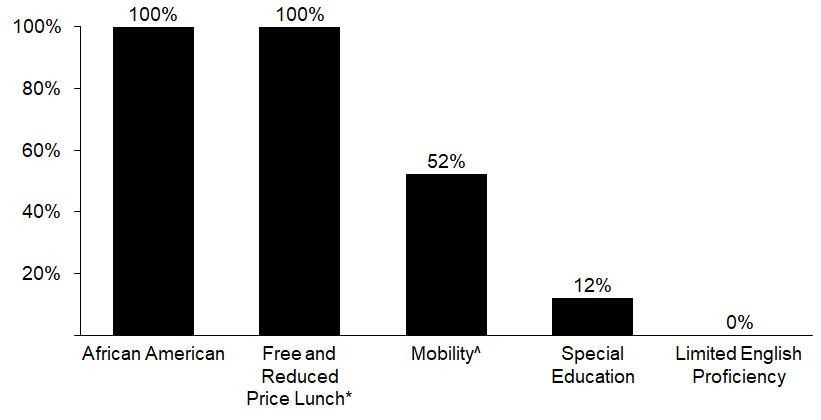 100%
100%
100%
80%
60%
52%
40%
20%
12%
0%
African American
Free and
Reduced
Price Lunch*
Mobility^
Special
Education
Limited English
Proficiency